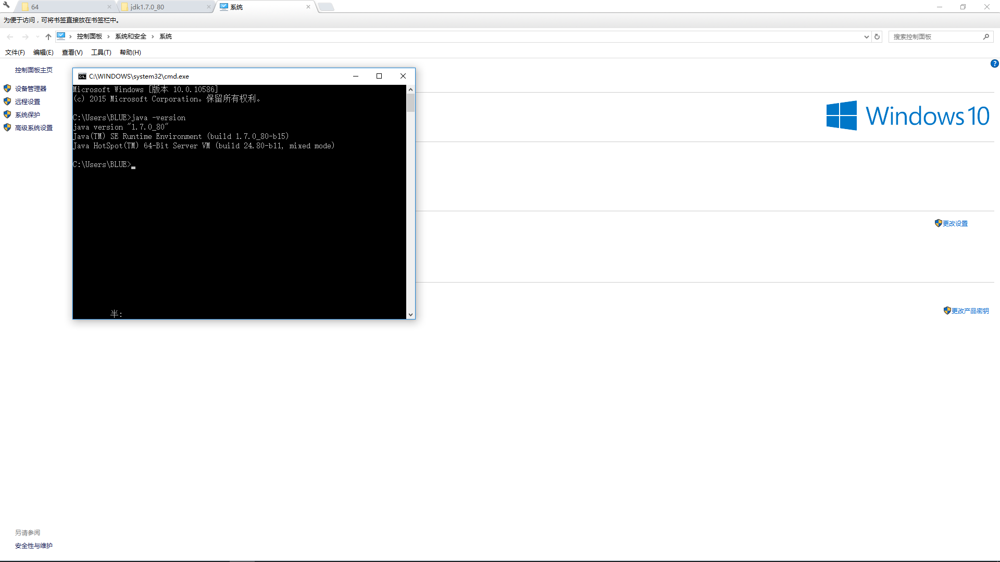 64
jdk1.7.0_80
系统
为便于访问，可将书签直接放在书签栏中。
控制面板 › 系统和安全 › 系统
搜索控制面板
文件(F) 编辑(E) 查看(V) 工具(T) 帮助(H)
控制面板主页
设备管理器
远程设置
系统保护
高级系统设置
C:\WINDOWS\system32\cmd.exe
Microsoft Windows [版本 10.0.10586]
(c) 2015 Microsoft Corporation。保留所有权利。
C:\Users\BLUE>java -version
java version "1.7.0_80"
Java(TM) SE Runtime Environment (build 1.7.0_80-b15)
Java HotSpot(TM) 64-Bit Server VM (build 24.80-b11, mixed mode)
C:\Users\BLUE>_
半:
Windows 10
更改设置
更改产品密钥
另请参阅
安全性与维护